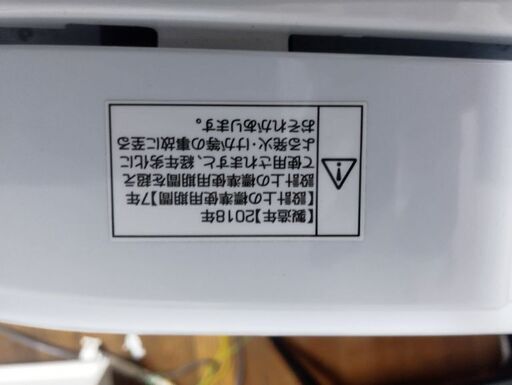 【製造年】2018年
【設計上の標準使用期間】7年
設計上の標準使用期間を超え
て使用されますと、経年劣化に
よる発火・けが等の事故に至る
おそれがあります。